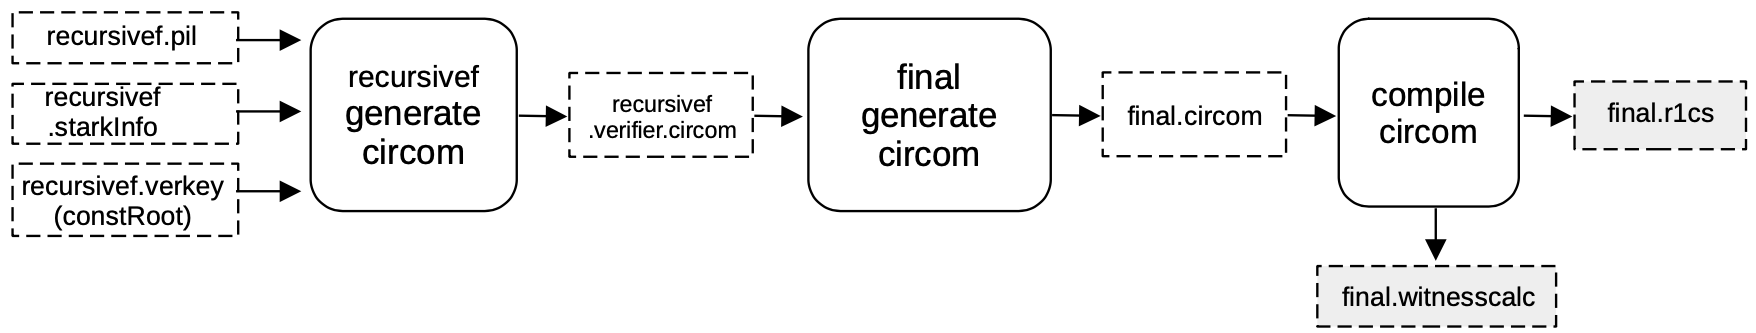 recursivef.pil
recursivef
.starkInfo
recursivef.verkey
(constRoot)
recursivef
generate
circom
recursivef
.verifier.circom
final
generate
circom
final.circom
compile
circom
final.r1cs
final.witnesscalc